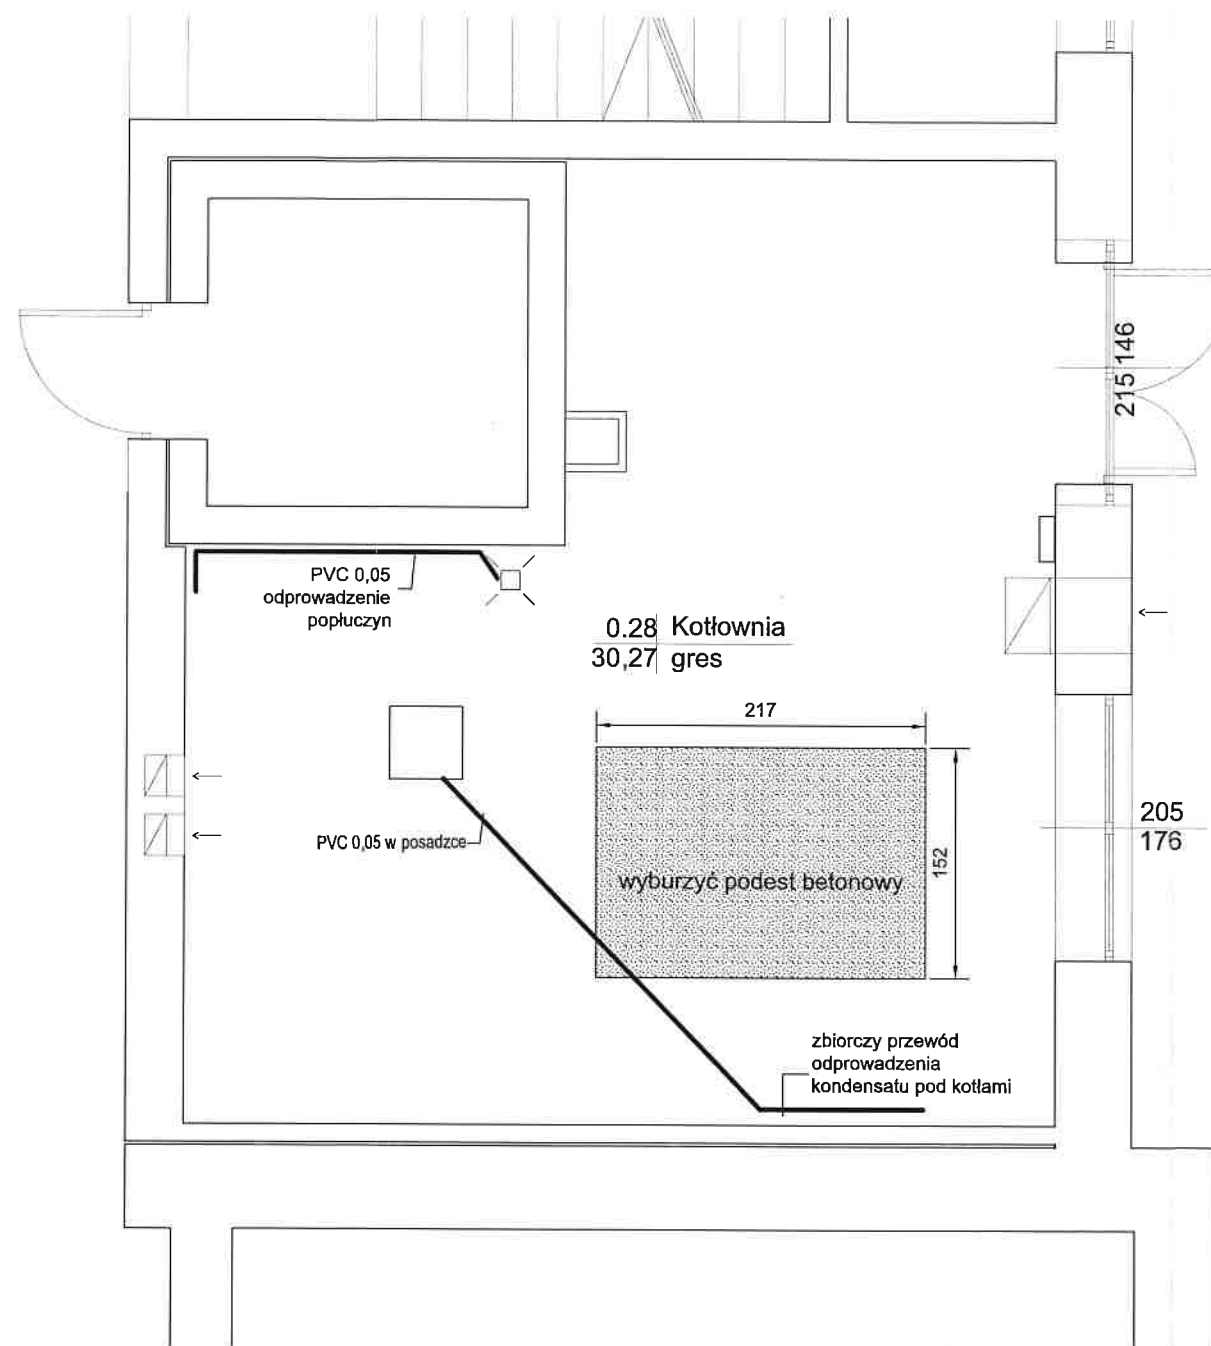 146
215
PVC 0,05
odprowadzenie
popłuczyn
0.28 Kotłownia
30,27 gres
217
205
176
PVC 0,05 w posadzce
152
wyburzyć podest betonowy
zbiorczy przewód
odprowadzenia
kondensatu pod kotłami